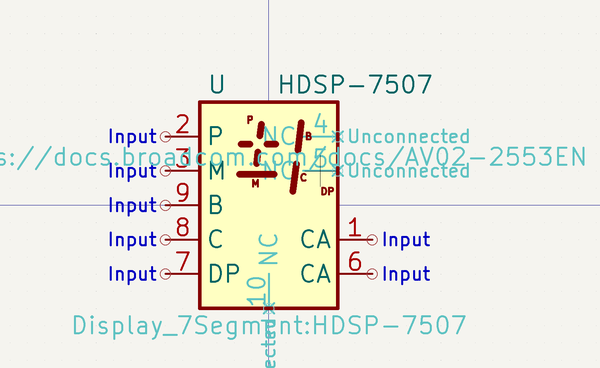 U HDSP-7507
2 P P NC 4 Unconnected
Input B
s://docs.broadcom.com/docs/AV02-2553EN
3 M NC 5 Unconnected
Input M C DP
Input 9 B
Input 8 C CA 1 Input
Input 7 DP CA 6 Input
NC
10
Display_7Segment:HDSP-7507
ected